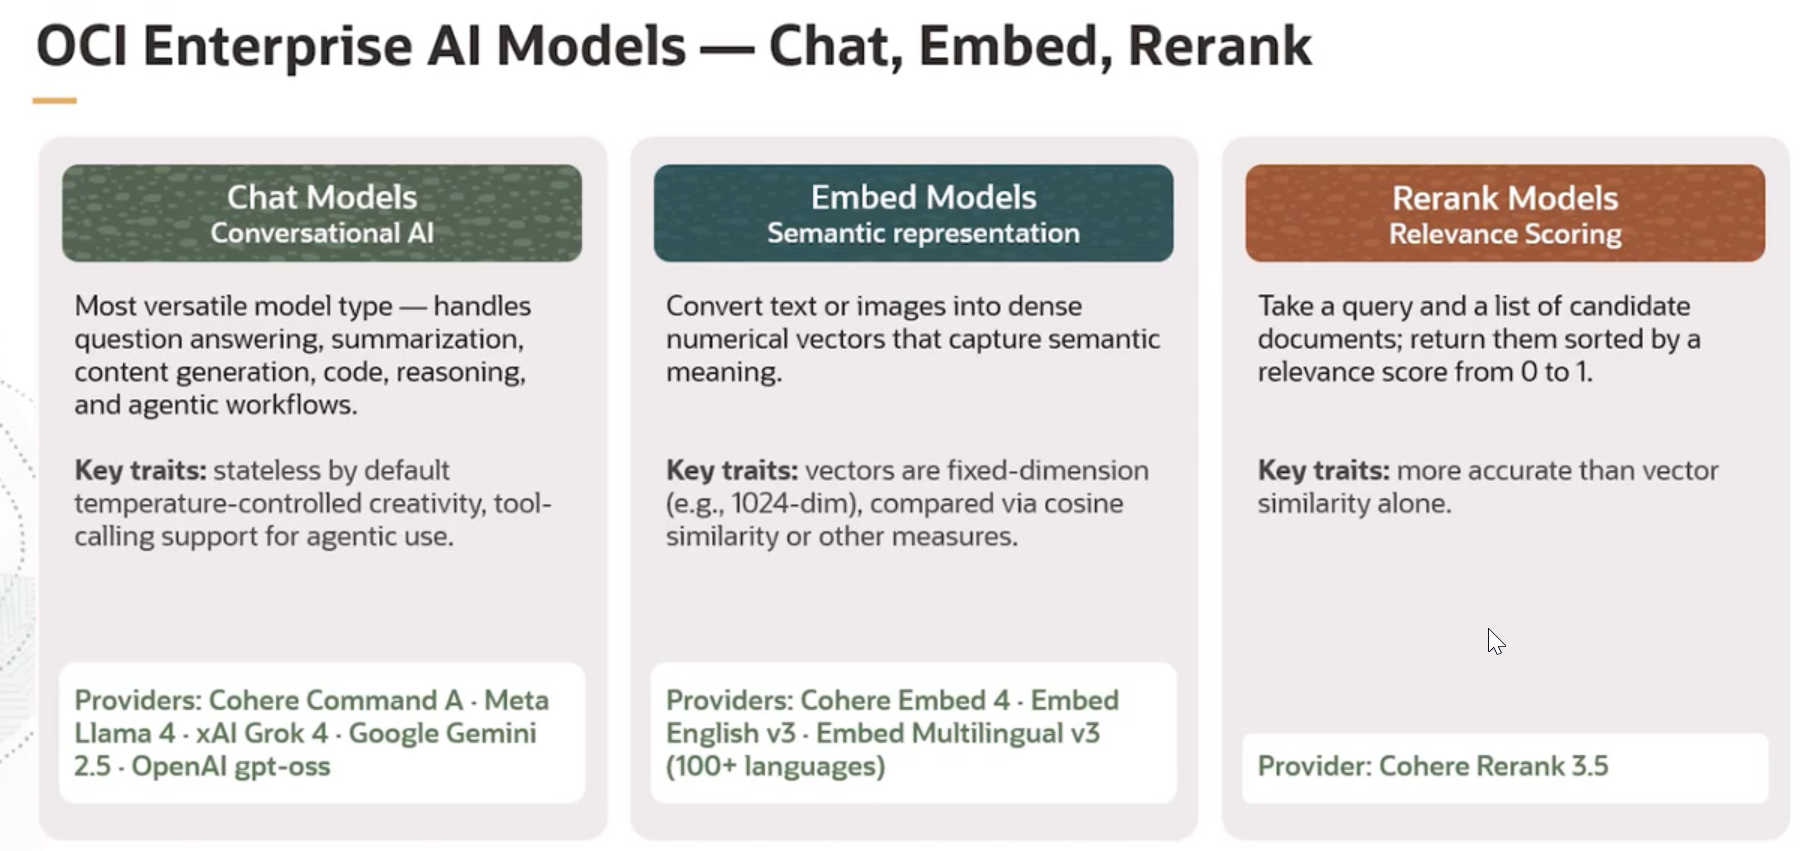 OCI Enterprise AI Models — Chat, Embed, Rerank
Chat Models
Conversational AI
Most versatile model type — handles
question answering, summarization,
content generation, code, reasoning,
and agentic workflows.
Key traits: stateless by default
temperature-controlled creativity, tool-
calling support for agentic use.
Providers: Cohere Command A · Meta
Llama 4 · xAI Grok 4 · Google Gemini
2.5 · OpenAI gpt-oss
Embed Models
Semantic representation
Convert text or images into dense
numerical vectors that capture semantic
meaning.
Key traits: vectors are fixed-dimension
(e.g., 1024-dim), compared via cosine
similarity or other measures.
Providers: Cohere Embed 4 · Embed
English v3 · Embed Multilingual v3
(100+ languages)
Rerank Models
Relevance Scoring
Take a query and a list of candidate
documents; return them sorted by a
relevance score from 0 to 1.
Key traits: more accurate than vector
similarity alone.
Provider: Cohere Rerank 3.5